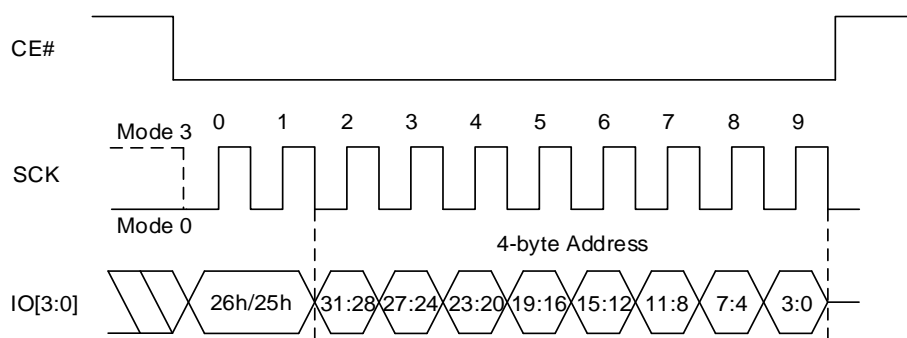 CE#
0 1 2 3 4 5 6 7 8 9
Mode 3
SCK
Mode 0
4-byte Address
IO[3:0] 26h/25h 31:28 27:24 23:20 19:16 15:12 11:8 7:4 3:0